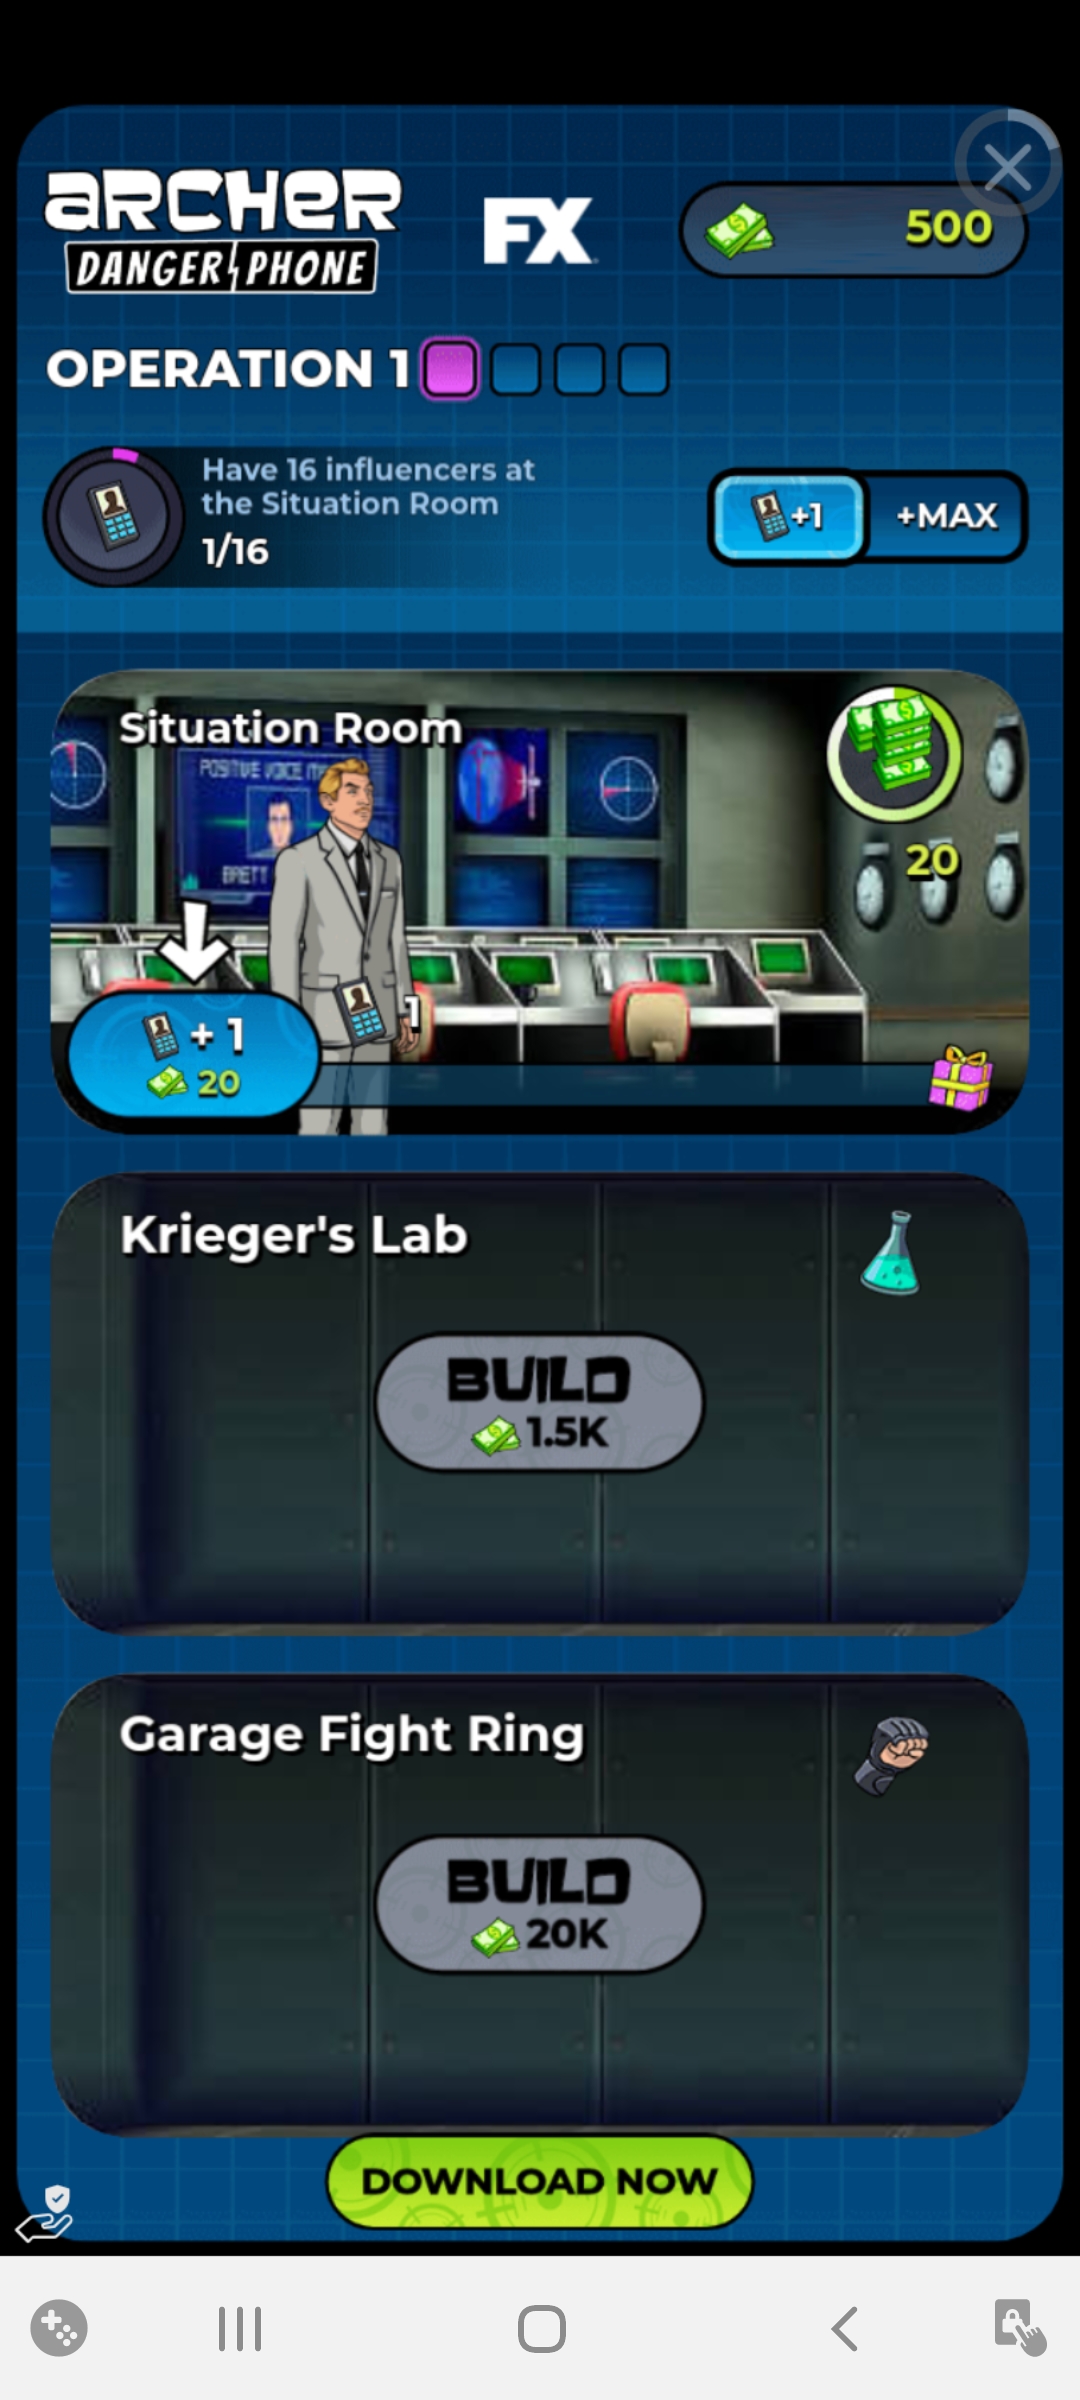 ARCHER
DANGER PHONE
FX
500
OPERATION 1
Have 16 influencers at
the Situation Room
1/16
+1
+MAX
Situation Room
POSITIVE VOICE
BRETT
20
1
+ 1
20
Krieger's Lab
BUILD
1.5K
Garage Fight Ring
BUILD
20K
DOWNLOAD NOW